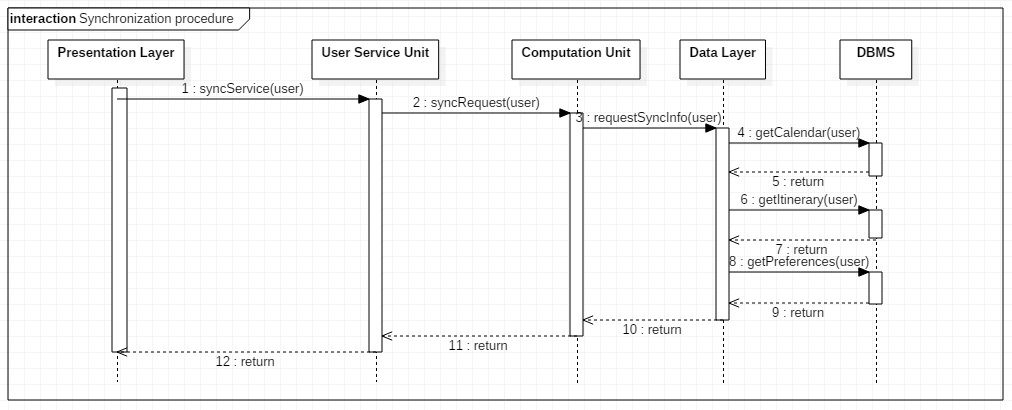 interaction Synchronization procedure
Presentation Layer
User Service Unit
Computation Unit
Data Layer
DBMS
1 : syncService(user)
2 : syncRequest(user)
3 : requestSyncInfo(user)
4 : getCalendar(user)
5 : return
6 : getItinerary(user)
7 : return
8 : getPreferences(user)
9 : return
10 : return
11 : return
12 : return